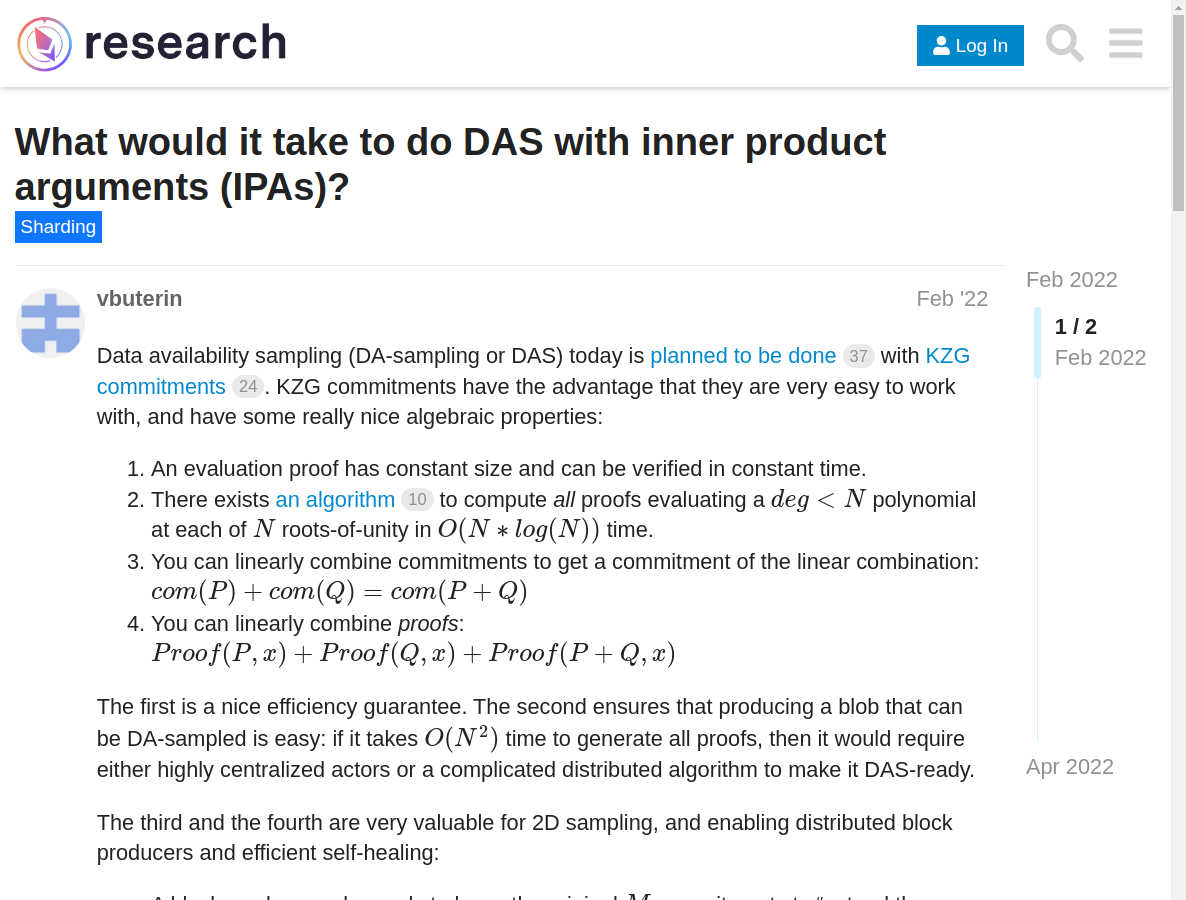 research
Log In
What would it take to do DAS with inner product
arguments (IPAs)?
Sharding
vbuterin
Feb '22
Data availability sampling (DA-sampling or DAS) today is planned to be done 37 with KZG
commitments 24. KZG commitments have the advantage that they are very easy to work
with, and have some really nice algebraic properties:
1. An evaluation proof has constant size and can be verified in constant time.
2. There exists an algorithm 10 to compute all proofs evaluating a deg < N polynomial
at each of N roots-of-unity in O(N * log(N)) time.
3. You can linearly combine commitments to get a commitment of the linear combination:
com(P) + com(Q) = com(P + Q)
4. You can linearly combine proofs:
Proof(P, x) + Proof(Q, x) + Proof(P + Q, x)
The first is a nice efficiency guarantee. The second ensures that producing a blob that can
be DA-sampled is easy: if it takes O(N²) time to generate all proofs, then it would require
either highly centralized actors or a complicated distributed algorithm to make it DAS-ready.
The third and the fourth are very valuable for 2D sampling, and enabling distributed block
producers and efficient self-healing:
Feb 2022
1 / 2
Feb 2022
Apr 2022